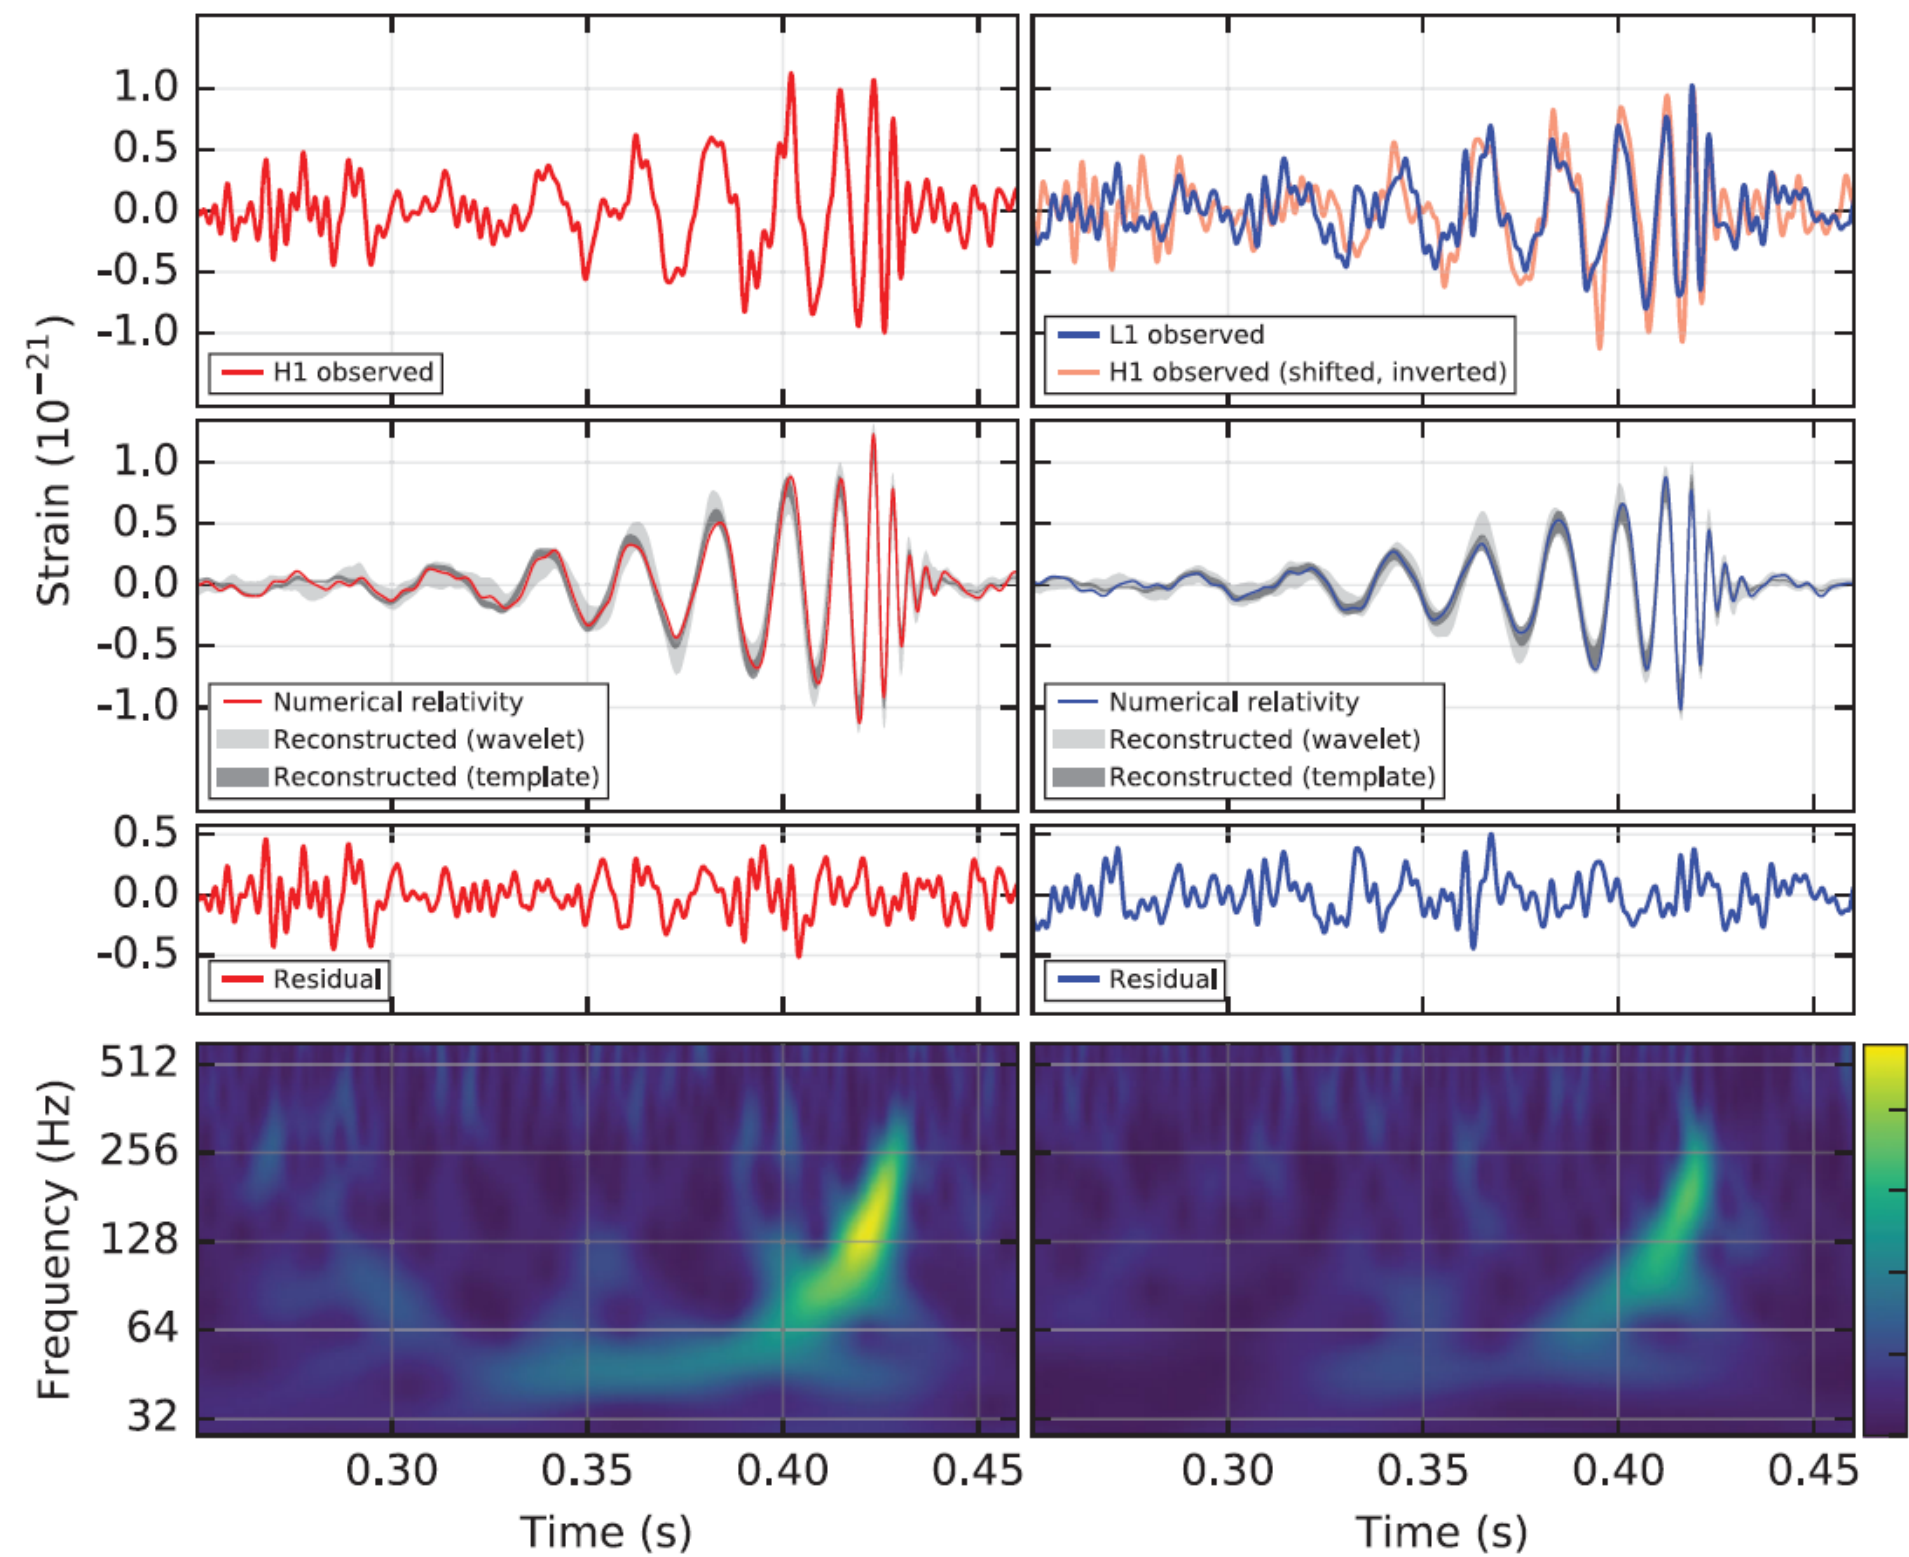 1.0
0.5
0.0
-0.5
-1.0
H1 observed
L1 observed
H1 observed (shifted, inverted)
Strain (10⁻²¹)
1.0
0.5
0.0
-0.5
-1.0
Numerical relativity
Reconstructed (wavelet)
Reconstructed (template)
Numerical relativity
Reconstructed (wavelet)
Reconstructed (template)
0.5
0.0
-0.5
Residual
Residual
Frequency (Hz)
512
256
128
64
32
0.30 0.35 0.40 0.45
0.30 0.35 0.40 0.45
Time (s)
Time (s)